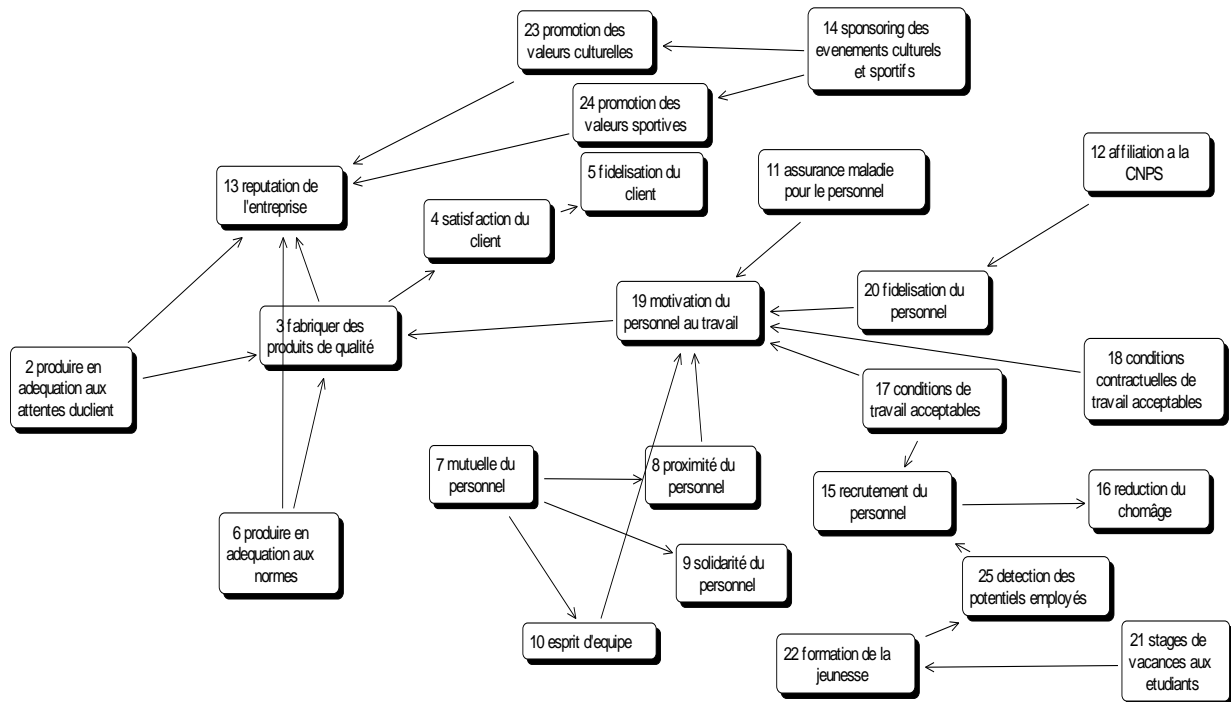 23 promotion des
valeurs culturelles
14 sponsoring des
evenements culturels
et sportifs
24 promotion des
valeurs sportives
5 fidelisation du
client
11 assurance maladie
pour le personnel
12 affiliation a la
CNPS
13 reputation de
l'entreprise
4 satisfaction du
client
20 fidelisation du
personnel
19 motivation du
personnel au travail
3 fabriquer des
produits de qualité
2 produire en
adequation aux
attentes duclient
18 conditions
contractuelles de
travail acceptables
17 conditions de
travail acceptables
7 mutuelle du
personnel
8 proximité du
personnel
15 recrutement du
personnel
16 reduction du
chomâge
6 produire en
adequation aux
normes
9 solidarité du
personnel
25 detection des
potentiels employés
10 esprit d'equipe
22 formation de la
jeunesse
21 stages de
vacances aux
etudiants